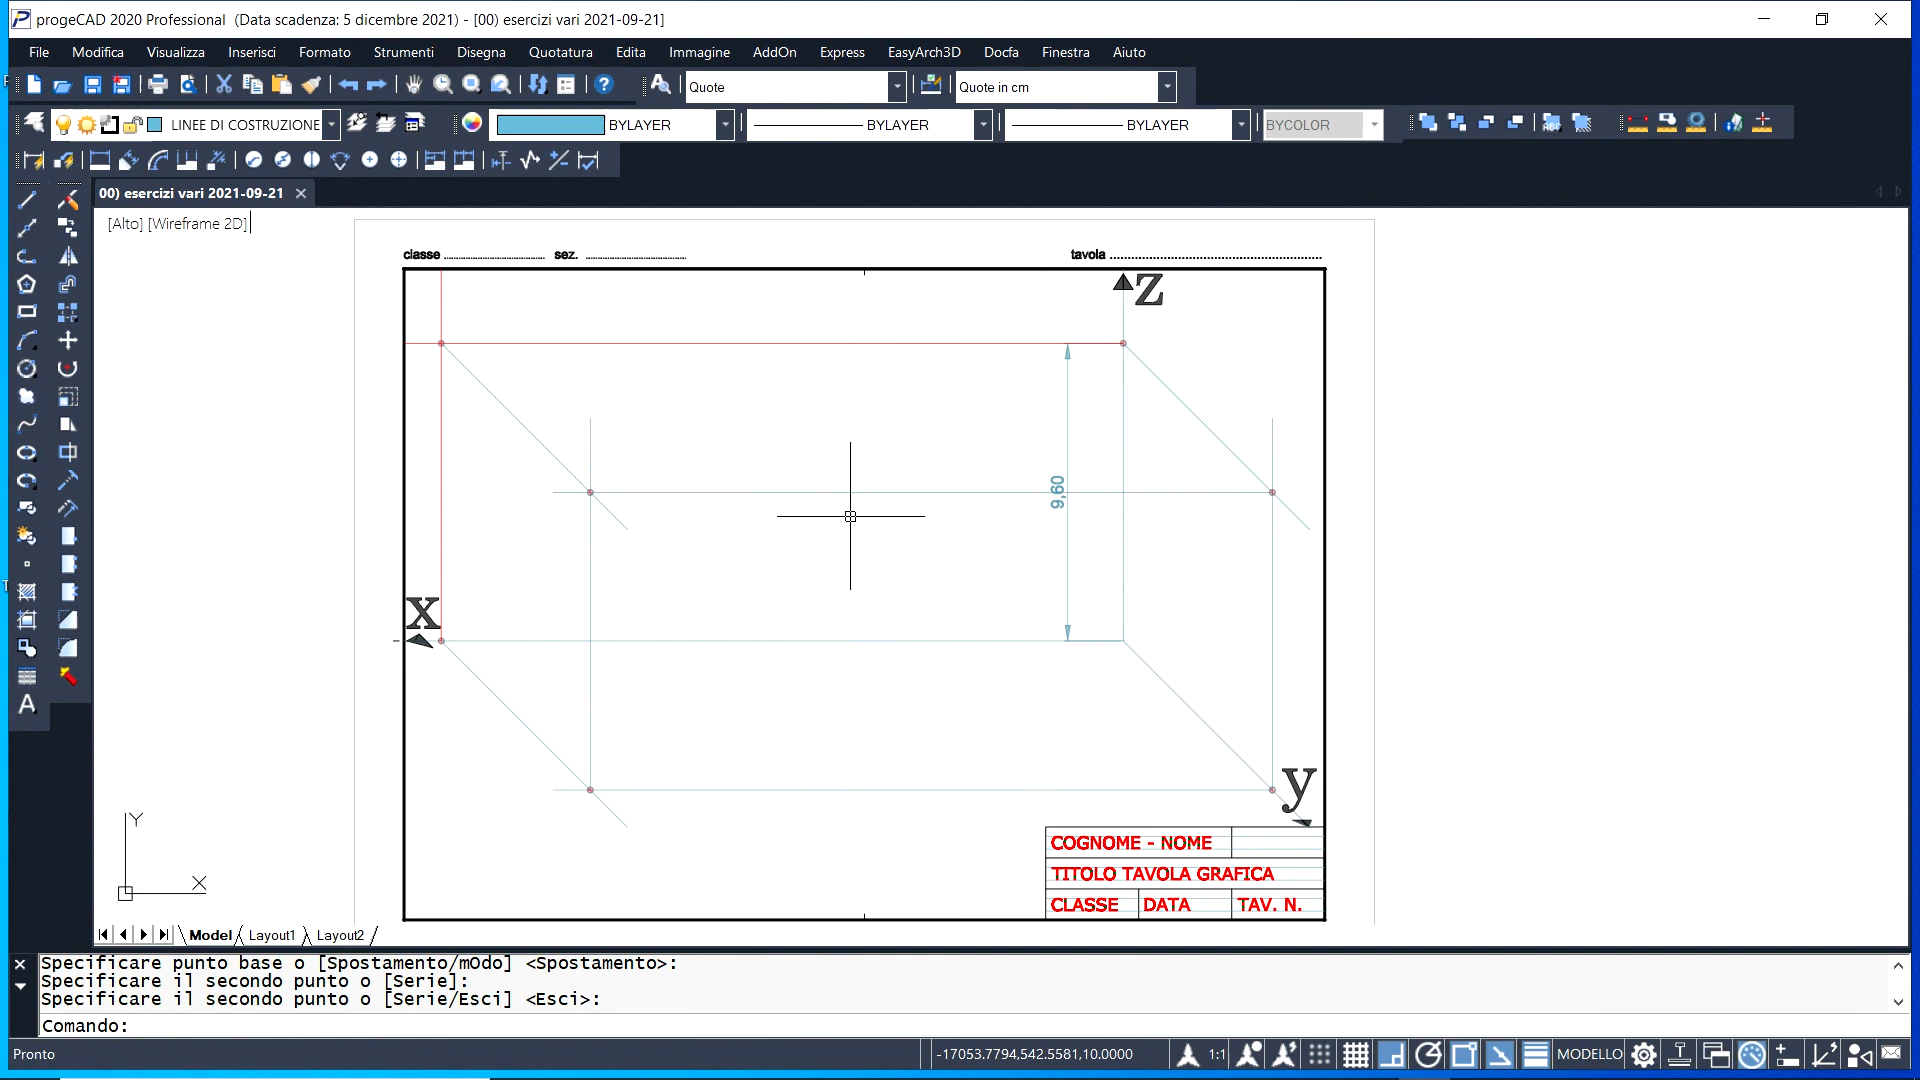 progeCAD 2020 Professional (Data scadenza: 5 dicembre 2021) - [00) esercizi vari 2021-09-21]
File Modifica Visualizza Inserisci Formato Strumenti Disegna Quotatura Edita Immagine AddOn Express EasyArch3D Docfa Finestra Aiuto
Quote Quote in cm
LINEE DI COSTRUZIONE BYLAYER BYLAYER BYLAYER BYCOLOR
00) esercizi vari 2021-09-21
[Alto] [Wireframe 2D]
classe sez. tavola
Z
9,60
x
y
COGNOME - NOME
TITOLO TAVOLA GRAFICA
CLASSE DATA TAV. N.
Y
X
Model Layout1 Layout2
Specificare punto base o [Spostamento/mOdo] <Spostamento>:
Specificare il secondo punto o [Serie]:
Specificare il secondo punto o [Serie/Esci] <Esci>:
Comando:
Pronto -17053.7794,542.5581,10.0000 1:1 MODELLO